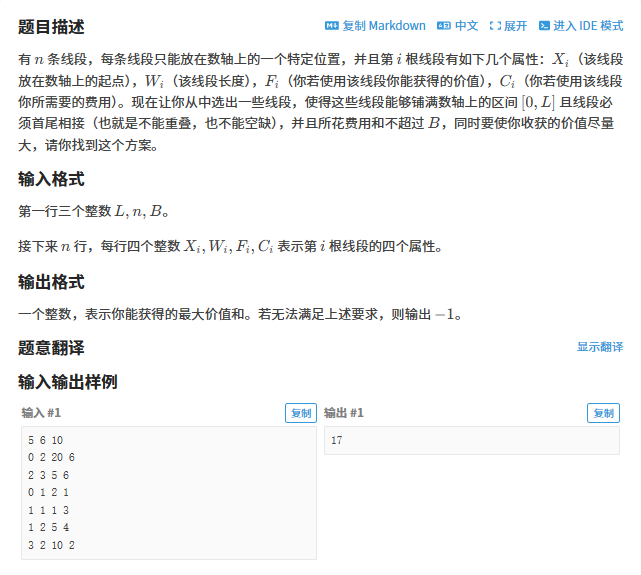 题目描述
复制 Markdown 中文 展开 进入 IDE 模式
有 n 条线段，每条线段只能放在数轴上的一个特定位置，并且第 i 根线段有如下几个属性：X_i（该线段
放在数轴上的起点），W_i（该线段长度），F_i（你若使用该线段你能获得的价值），C_i（你若使用该线段
你所需要的费用）。现在让你从中选出一些线段，使得这些线段能够铺满数轴上的区间 [0, L] 且线段必
须首尾相接（也就是不能重叠，也不能空缺），并且所花费用和不超过 B，同时要使你收获的价值尽量
大，请你找到这个方案。
输入格式
第一行三个整数 L, n, B。
接下来 n 行，每行四个整数 X_i, W_i, F_i, C_i 表示第 i 根线段的四个属性。
输出格式
一个整数，表示你能获得的最大价值和。若无法满足上述要求，则输出 −1。
题意翻译 显示翻译
输入输出样例
输入 #1 复制 输出 #1 复制
5 6 10
0 2 20 6
2 3 5 6
0 1 2 1
1 1 1 3
1 2 5 4
3 2 10 2
17